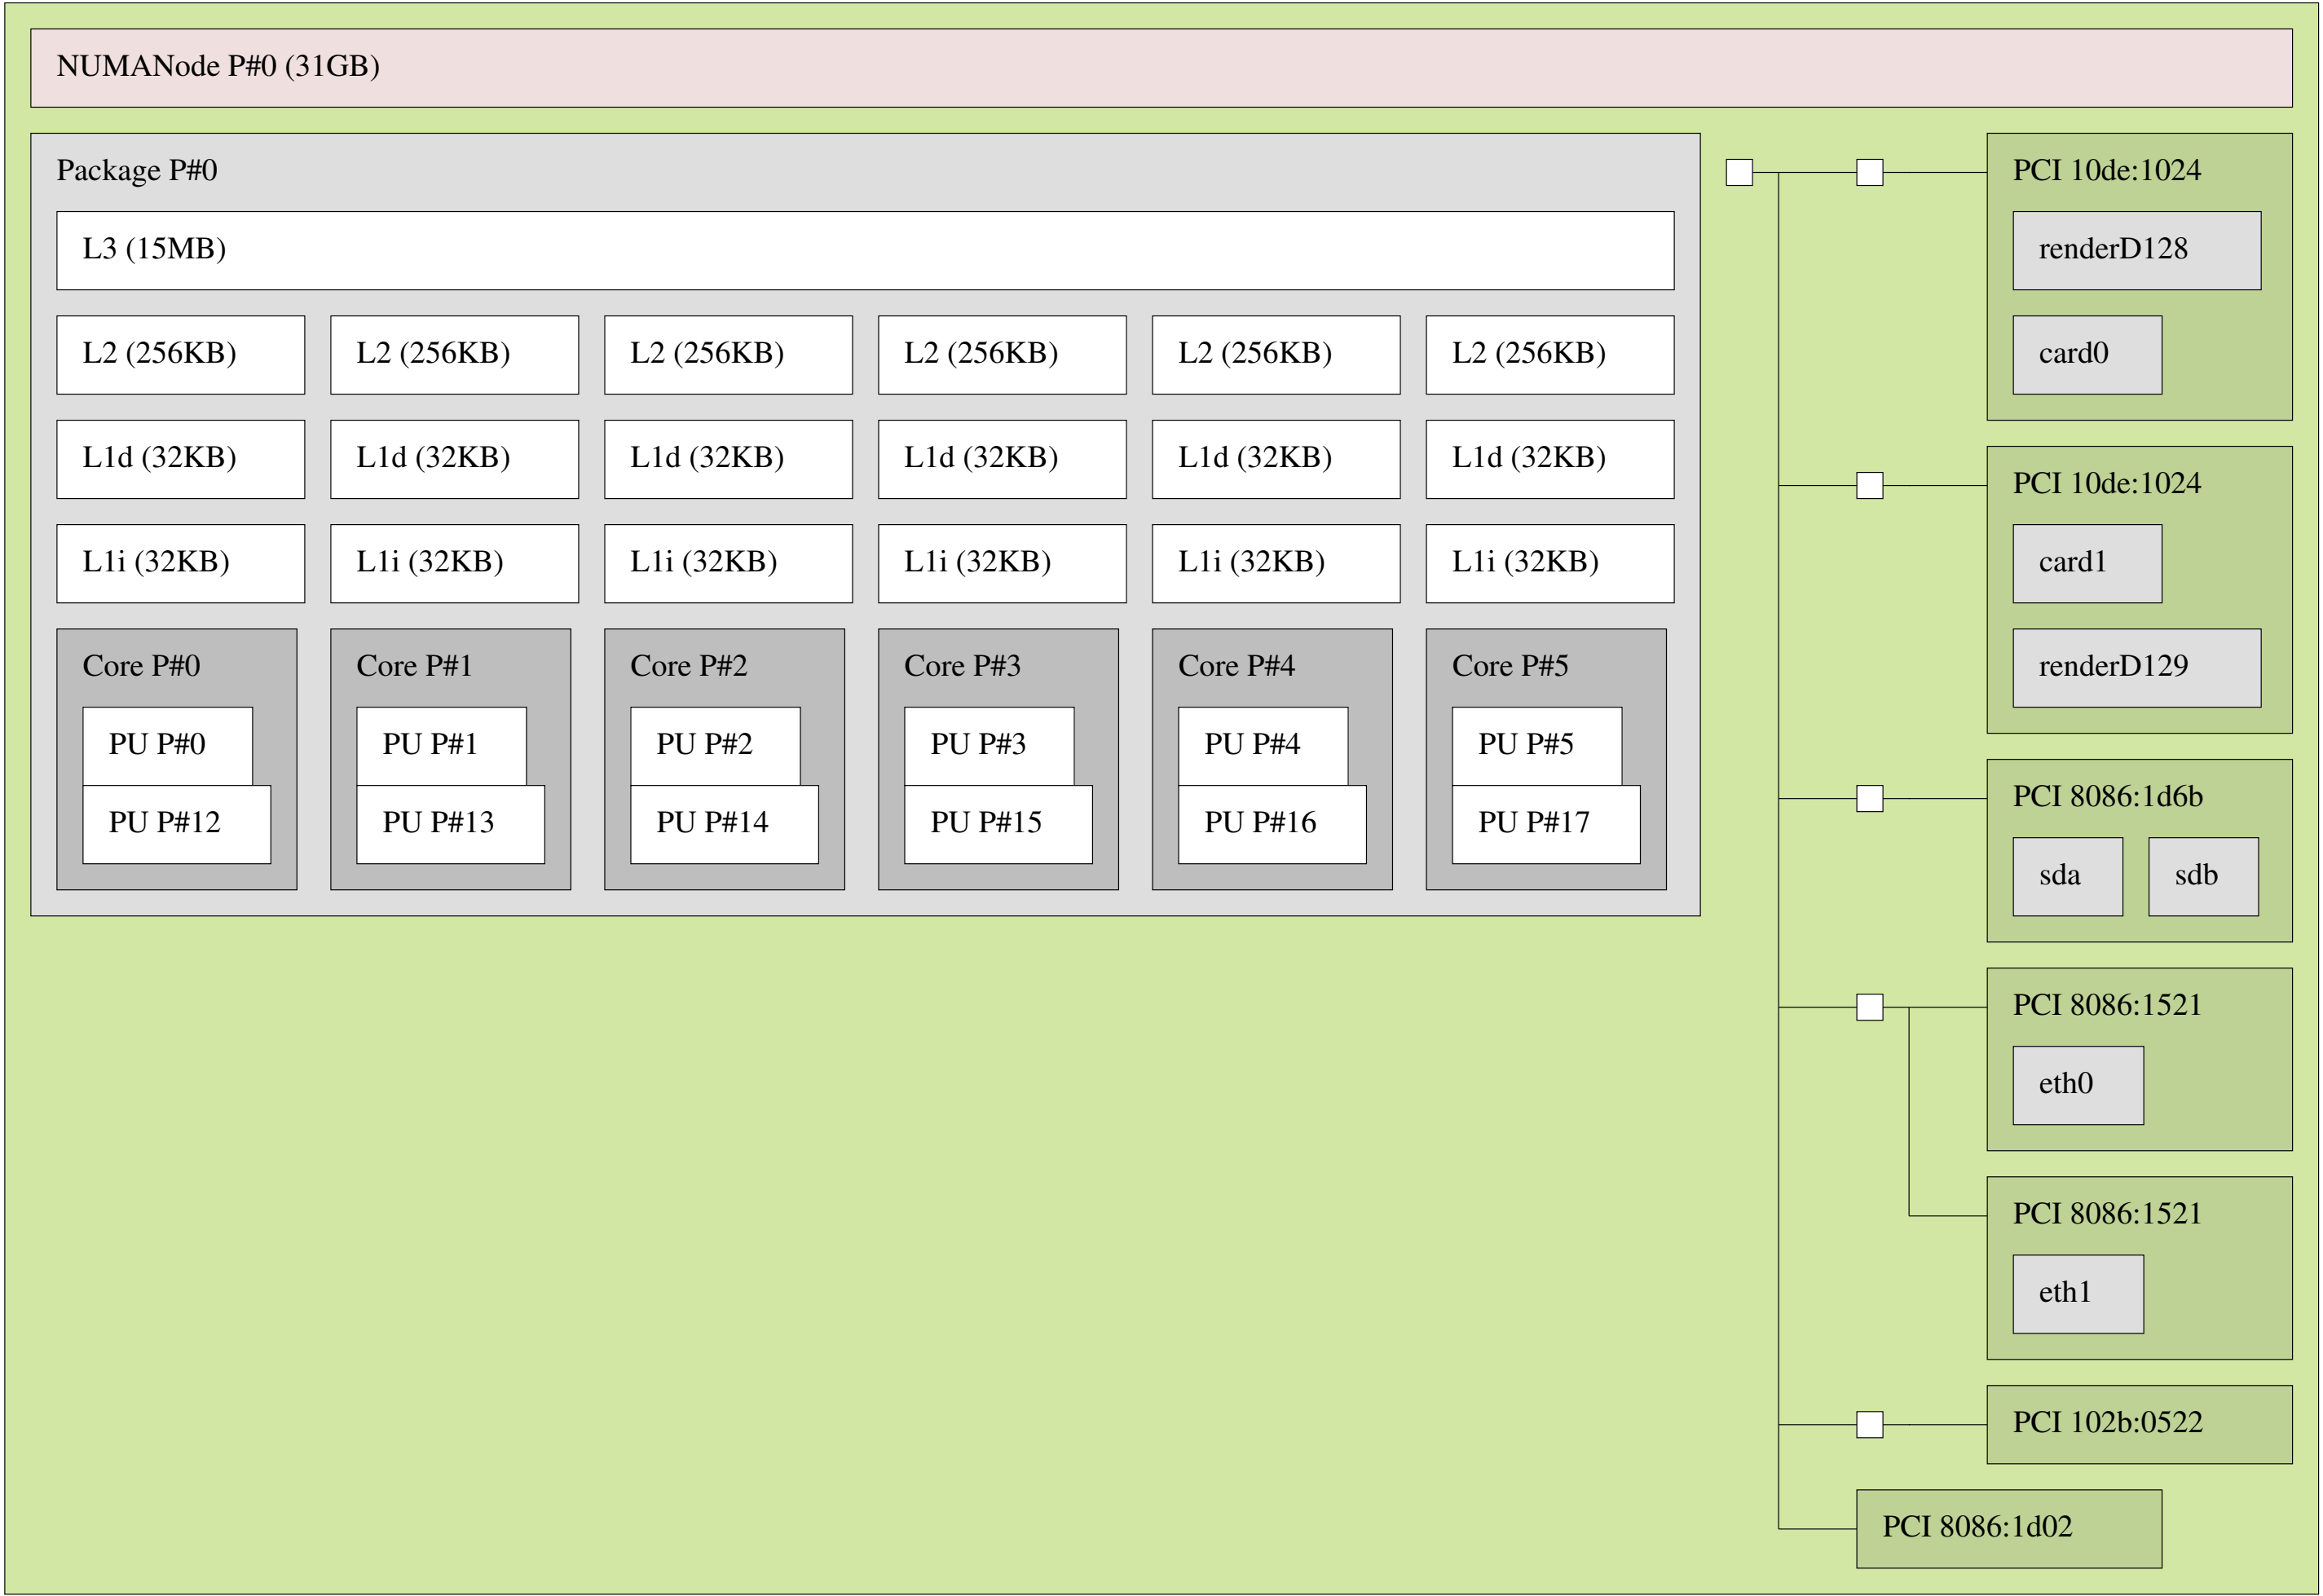 NUMANode P#0 (31GB)
Package P#0
L3 (15MB)
L2 (256KB) L2 (256KB) L2 (256KB) L2 (256KB) L2 (256KB) L2 (256KB)
L1d (32KB) L1d (32KB) L1d (32KB) L1d (32KB) L1d (32KB) L1d (32KB)
L1i (32KB) L1i (32KB) L1i (32KB) L1i (32KB) L1i (32KB) L1i (32KB)
Core P#0 Core P#1 Core P#2 Core P#3 Core P#4 Core P#5
PU P#0 PU P#1 PU P#2 PU P#3 PU P#4 PU P#5
PU P#12 PU P#13 PU P#14 PU P#15 PU P#16 PU P#17
PCI 10de:1024
renderD128
card0
PCI 10de:1024
card1
renderD129
PCI 8086:1d6b
sda sdb
PCI 8086:1521
eth0
PCI 8086:1521
eth1
PCI 102b:0522
PCI 8086:1d02